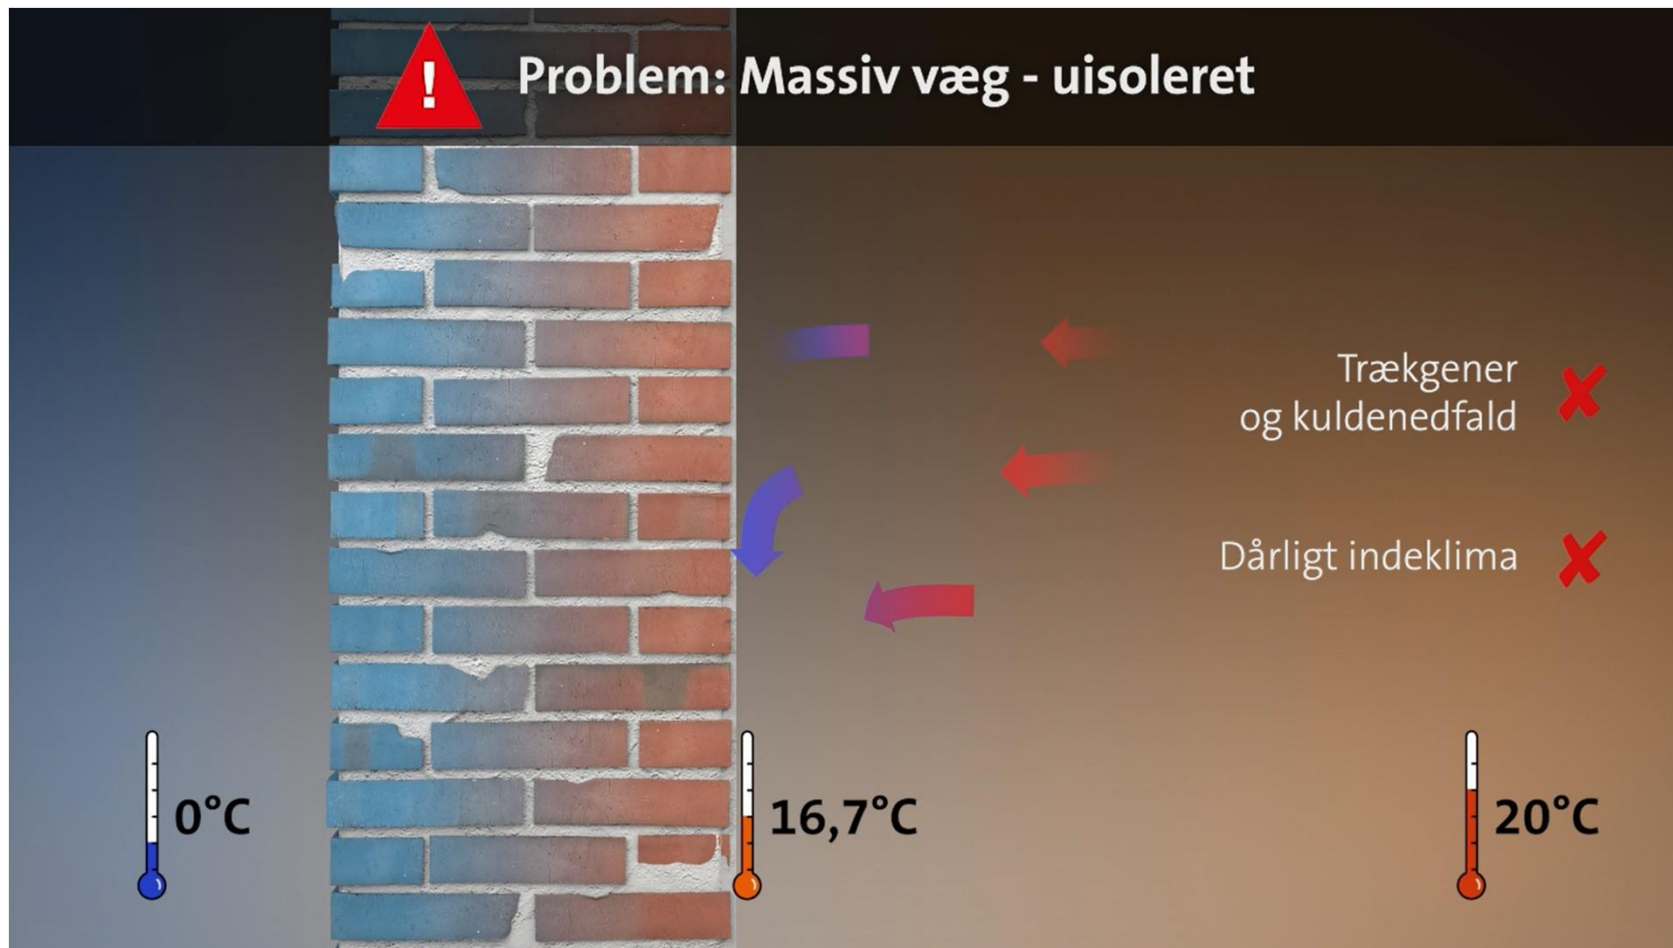 !
Problem: Massiv væg - uisoleret
Trækgener
og kuldenedfald
Dårligt indeklima
0°C
16,7°C
20°C